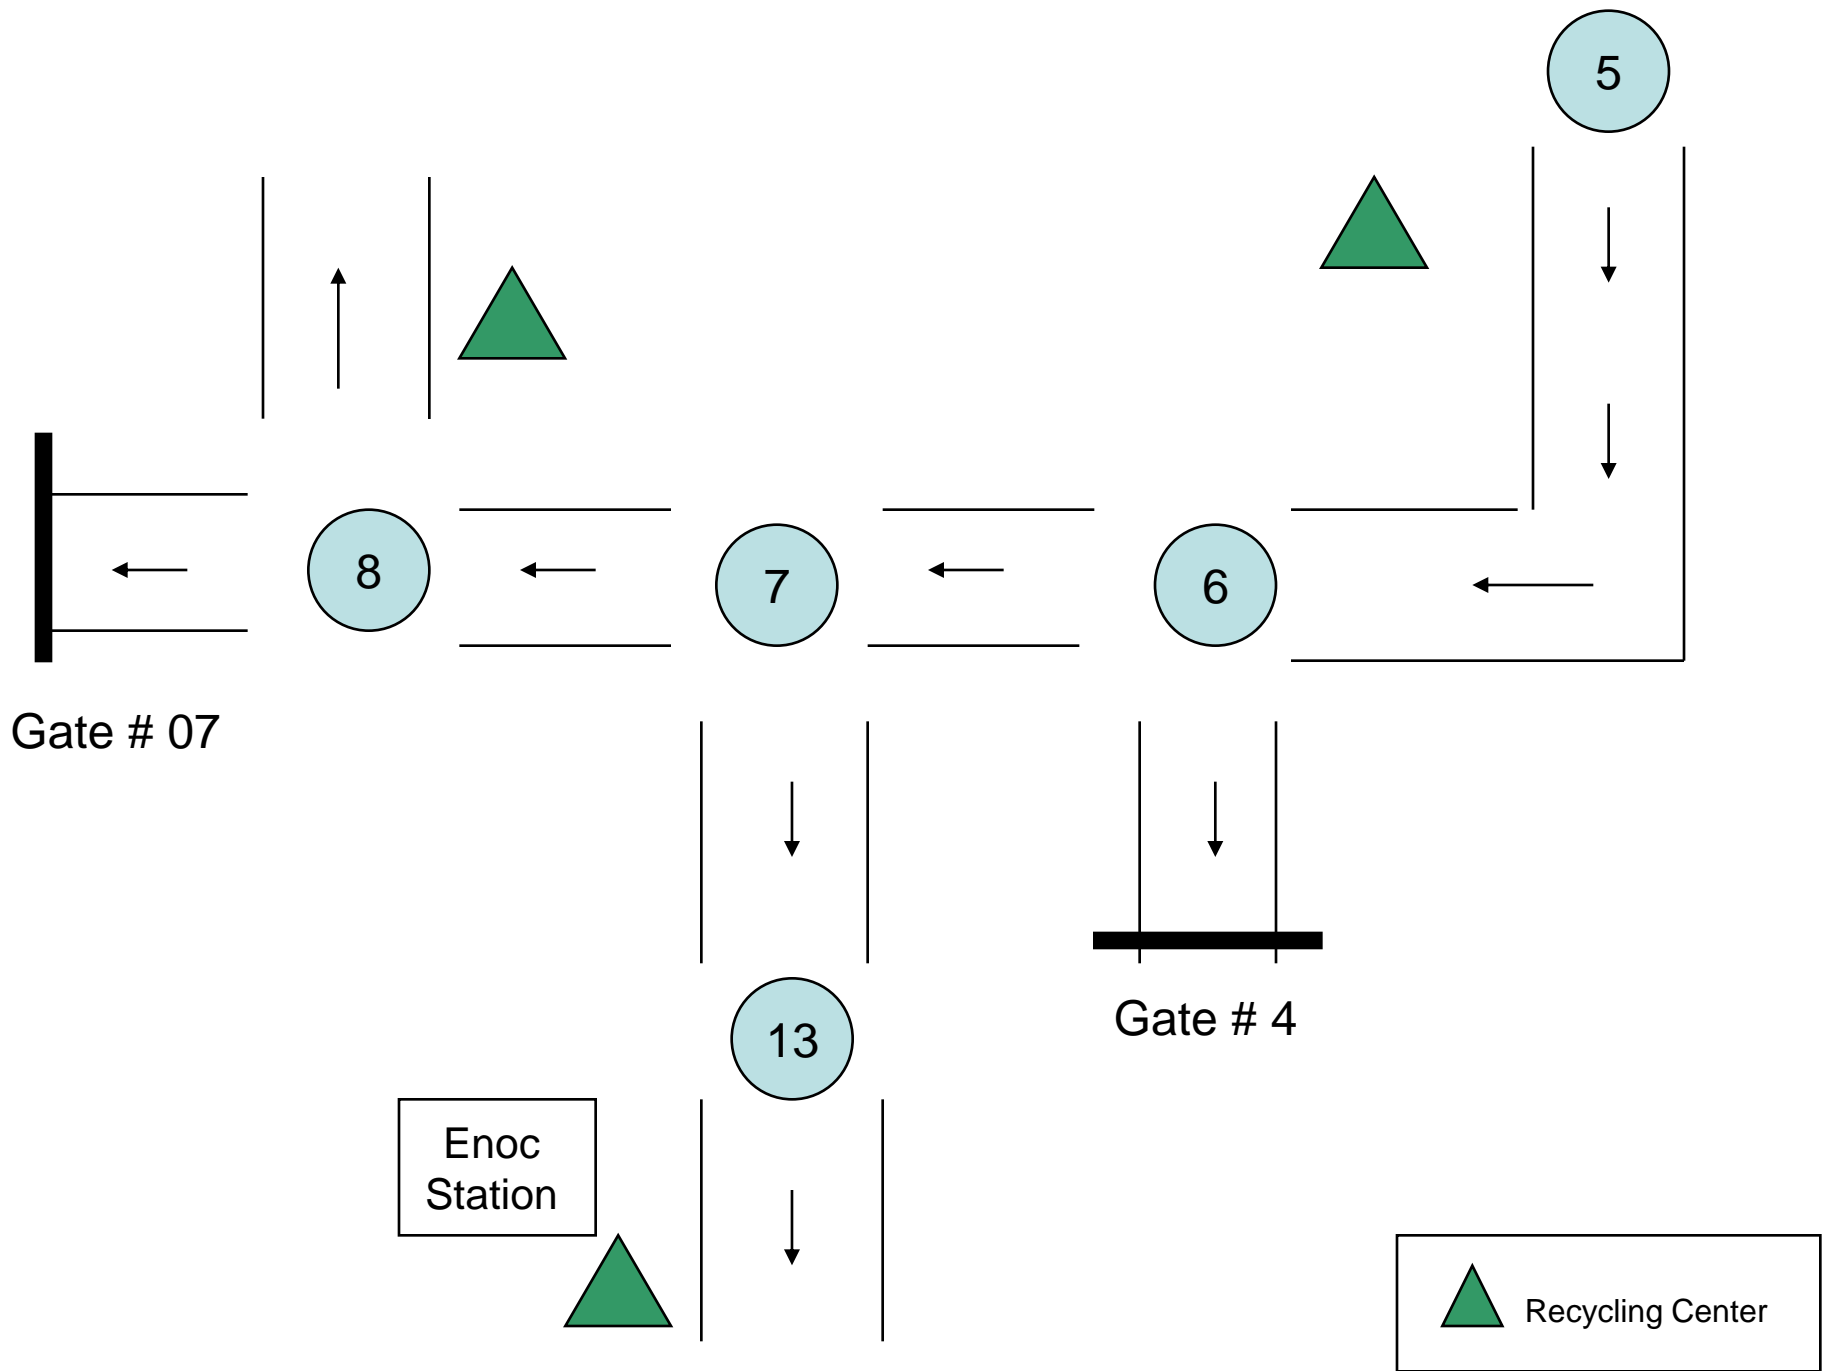 5
8
7
6
Gate # 07
13
Gate # 4
Enoc
Station
Recycling Center